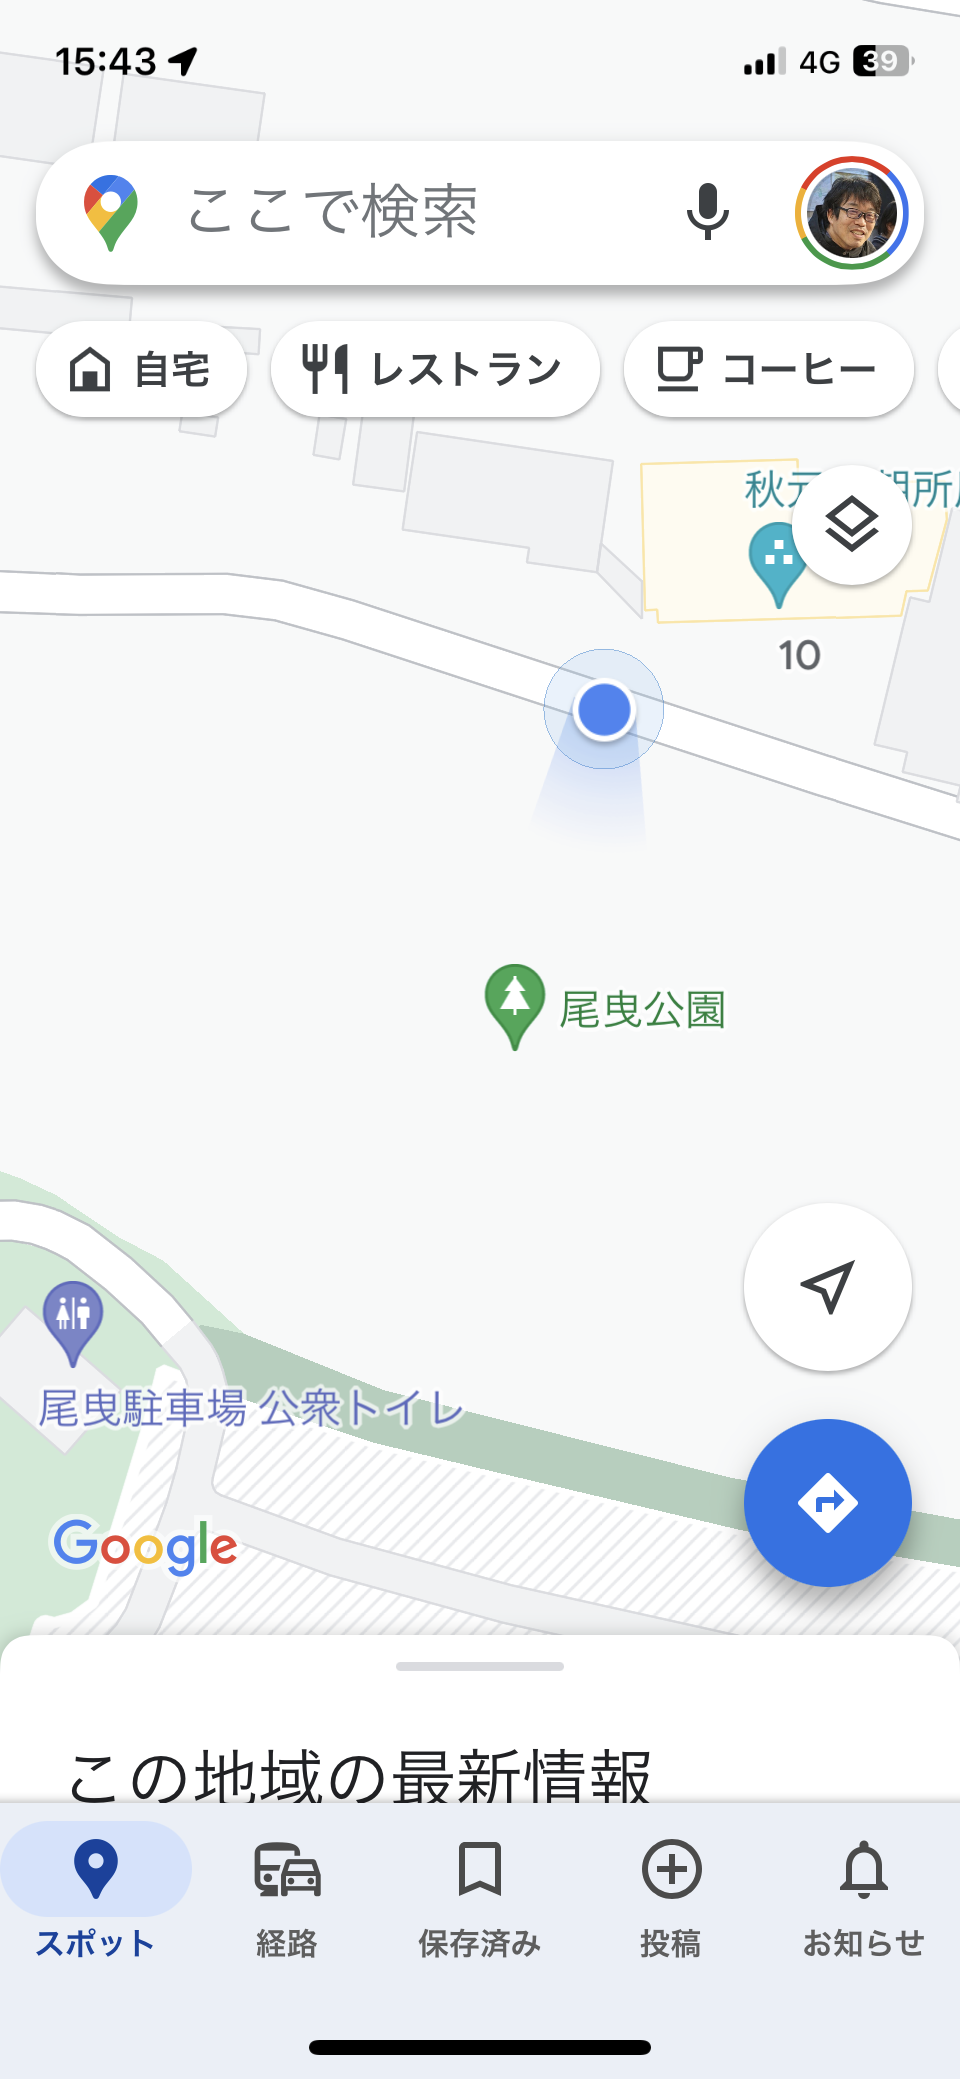 15:43
4G 39
ここで検索
自宅
レストラン
コーヒー
秋元
期所
10
尾曳公園
尾曳駐車場 公衆トイレ
Google
この地域の最新情報
スポット
経路
保存済み
投稿
お知らせ